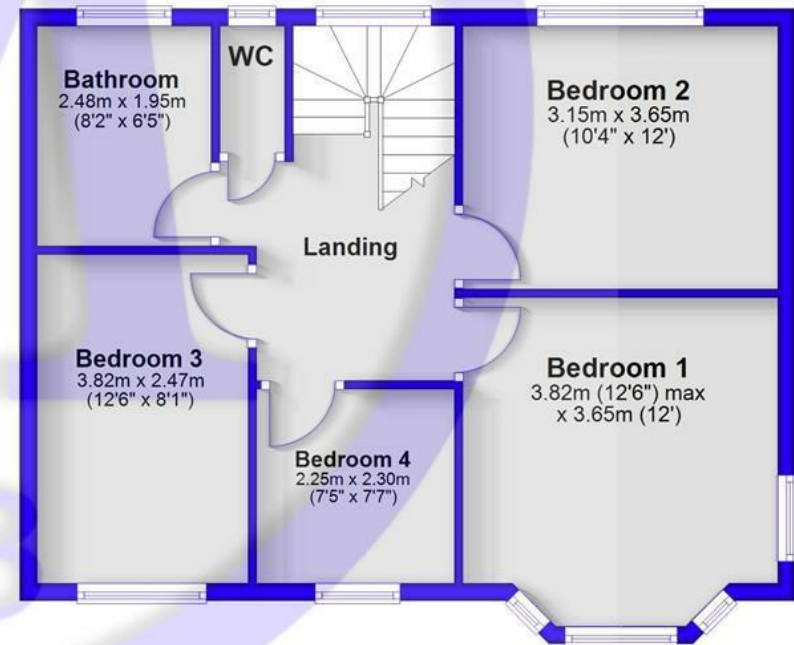 Bathroom
2.48m x 1.95m
(8'2" x 6'5")
WC
Bedroom 2
3.15m x 3.65m
(10'4" x 12')
Landing
Bedroom 3
3.82m x 2.47m
(12'6" x 8'1")
Bedroom 1
3.82m (12'6") max
x 3.65m (12')
Bedroom 4
2.25m x 2.30m
(7'5" x 7'7")